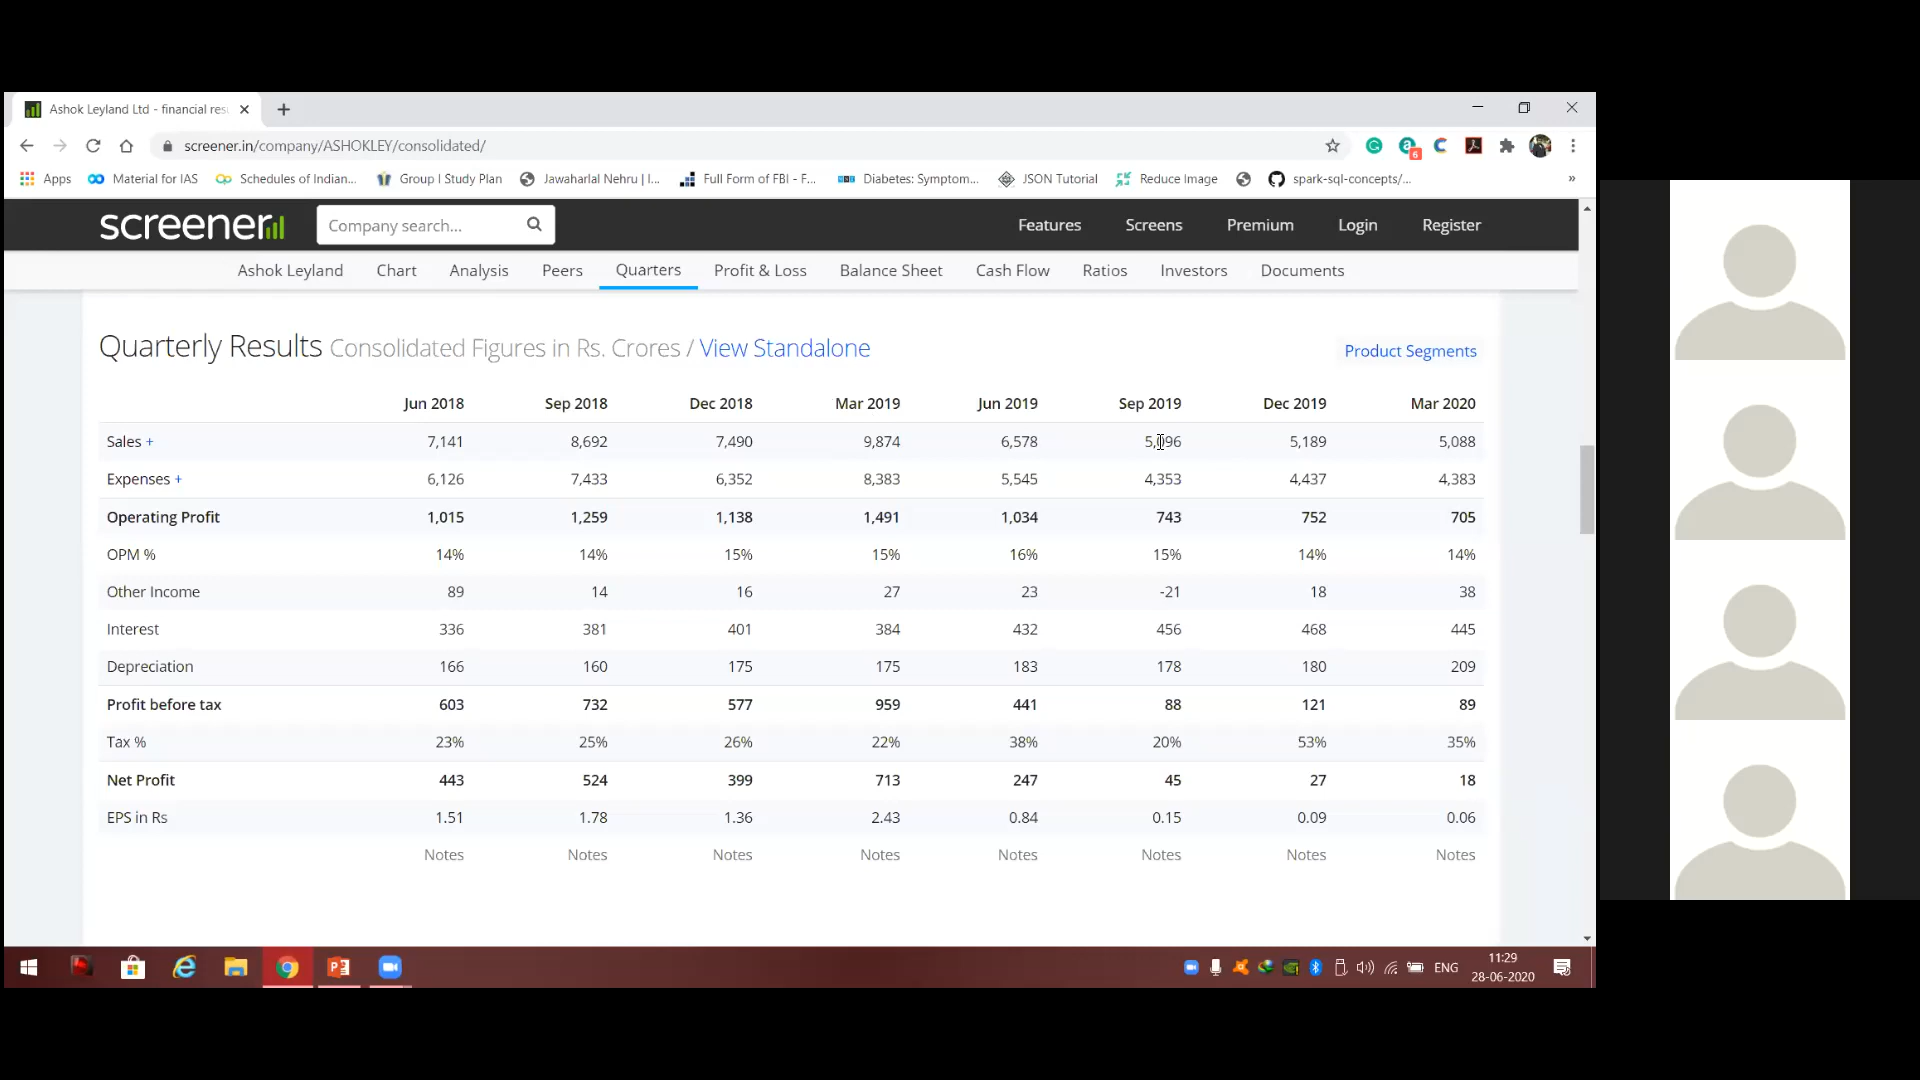 Ashok Leyland Ltd - financial res
screener.in/company/ASHOKLEY/consolidated/
6
Apps Material for IAS Schedules of Indian... Group I Study Plan Jawaharlal Nehru | I... Full Form of FBI - F... Diabetes: Symptom... JSON Tutorial Reduce Image spark-sql-concepts/... »
screener Company search... Features Screens Premium Login Register
Ashok Leyland Chart Analysis Peers Quarters Profit & Loss Balance Sheet Cash Flow Ratios Investors Documents
Quarterly Results Consolidated Figures in Rs. Crores / View Standalone Product Segments
Jun 2018 Sep 2018 Dec 2018 Mar 2019 Jun 2019 Sep 2019 Dec 2019 Mar 2020
Sales + 7,141 8,692 7,490 9,874 6,578 5,096 5,189 5,088
Expenses + 6,126 7,433 6,352 8,383 5,545 4,353 4,437 4,383
Operating Profit 1,015 1,259 1,138 1,491 1,034 743 752 705
OPM % 14% 14% 15% 15% 16% 15% 14% 14%
Other Income 89 14 16 27 23 -21 18 38
Interest 336 381 401 384 432 456 468 445
Depreciation 166 160 175 175 183 178 180 209
Profit before tax 603 732 577 959 441 88 121 89
Tax % 23% 25% 26% 22% 38% 20% 53% 35%
Net Profit 443 524 399 713 247 45 27 18
EPS in Rs 1.51 1.78 1.36 2.43 0.84 0.15 0.09 0.06
Notes Notes Notes Notes Notes Notes Notes Notes
ENG 11:29
28-06-2020